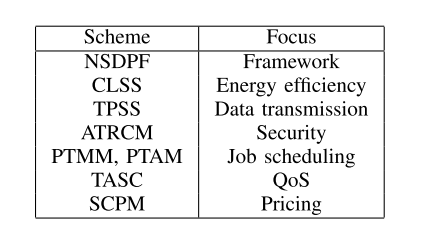 Scheme Focus
NSDPF Framework
CLSS Energy efficiency
TPSS Data transmission
ATRCM Security
PTMM, PTAM Job scheduling
TASC QoS
SCPM Pricing